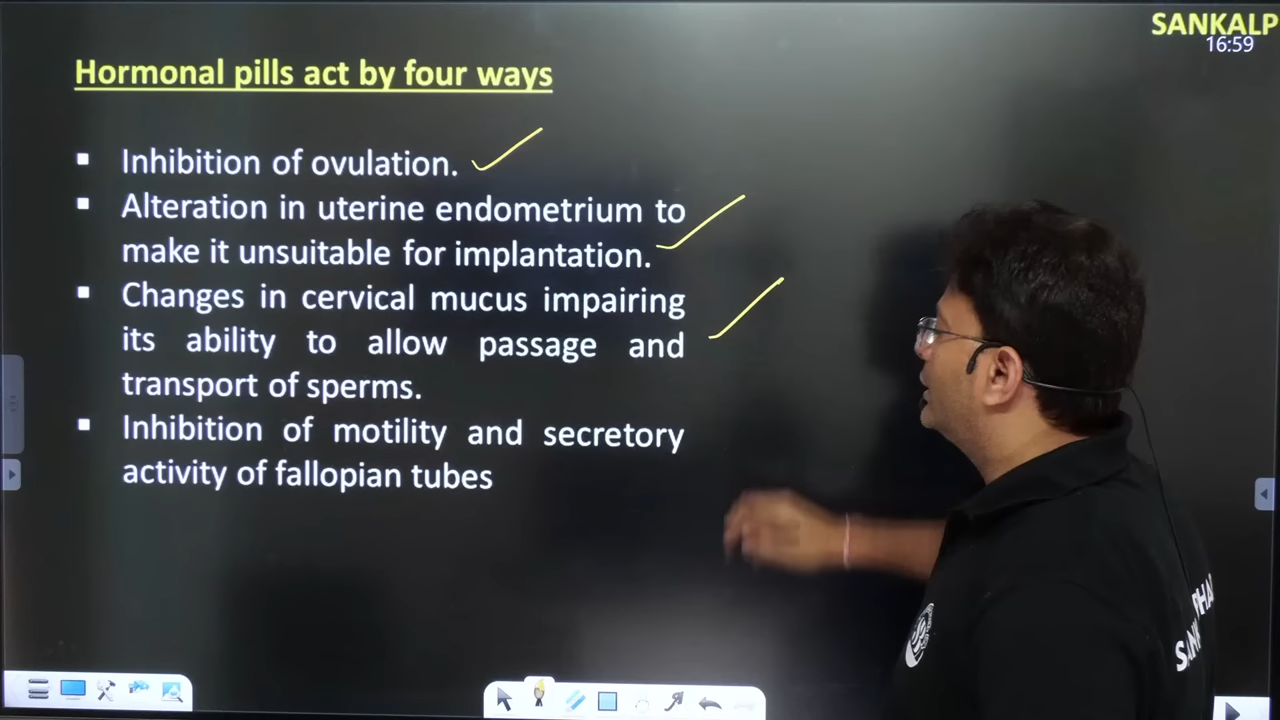 SANKALP
16:59
Hormonal pills act by four ways
Inhibition of ovulation.
Alteration in uterine endometrium to
make it unsuitable for implantation.
Changes in cervical mucus impairing
its ability to allow passage and
transport of sperms.
Inhibition of motility and secretory
activity of fallopian tubes